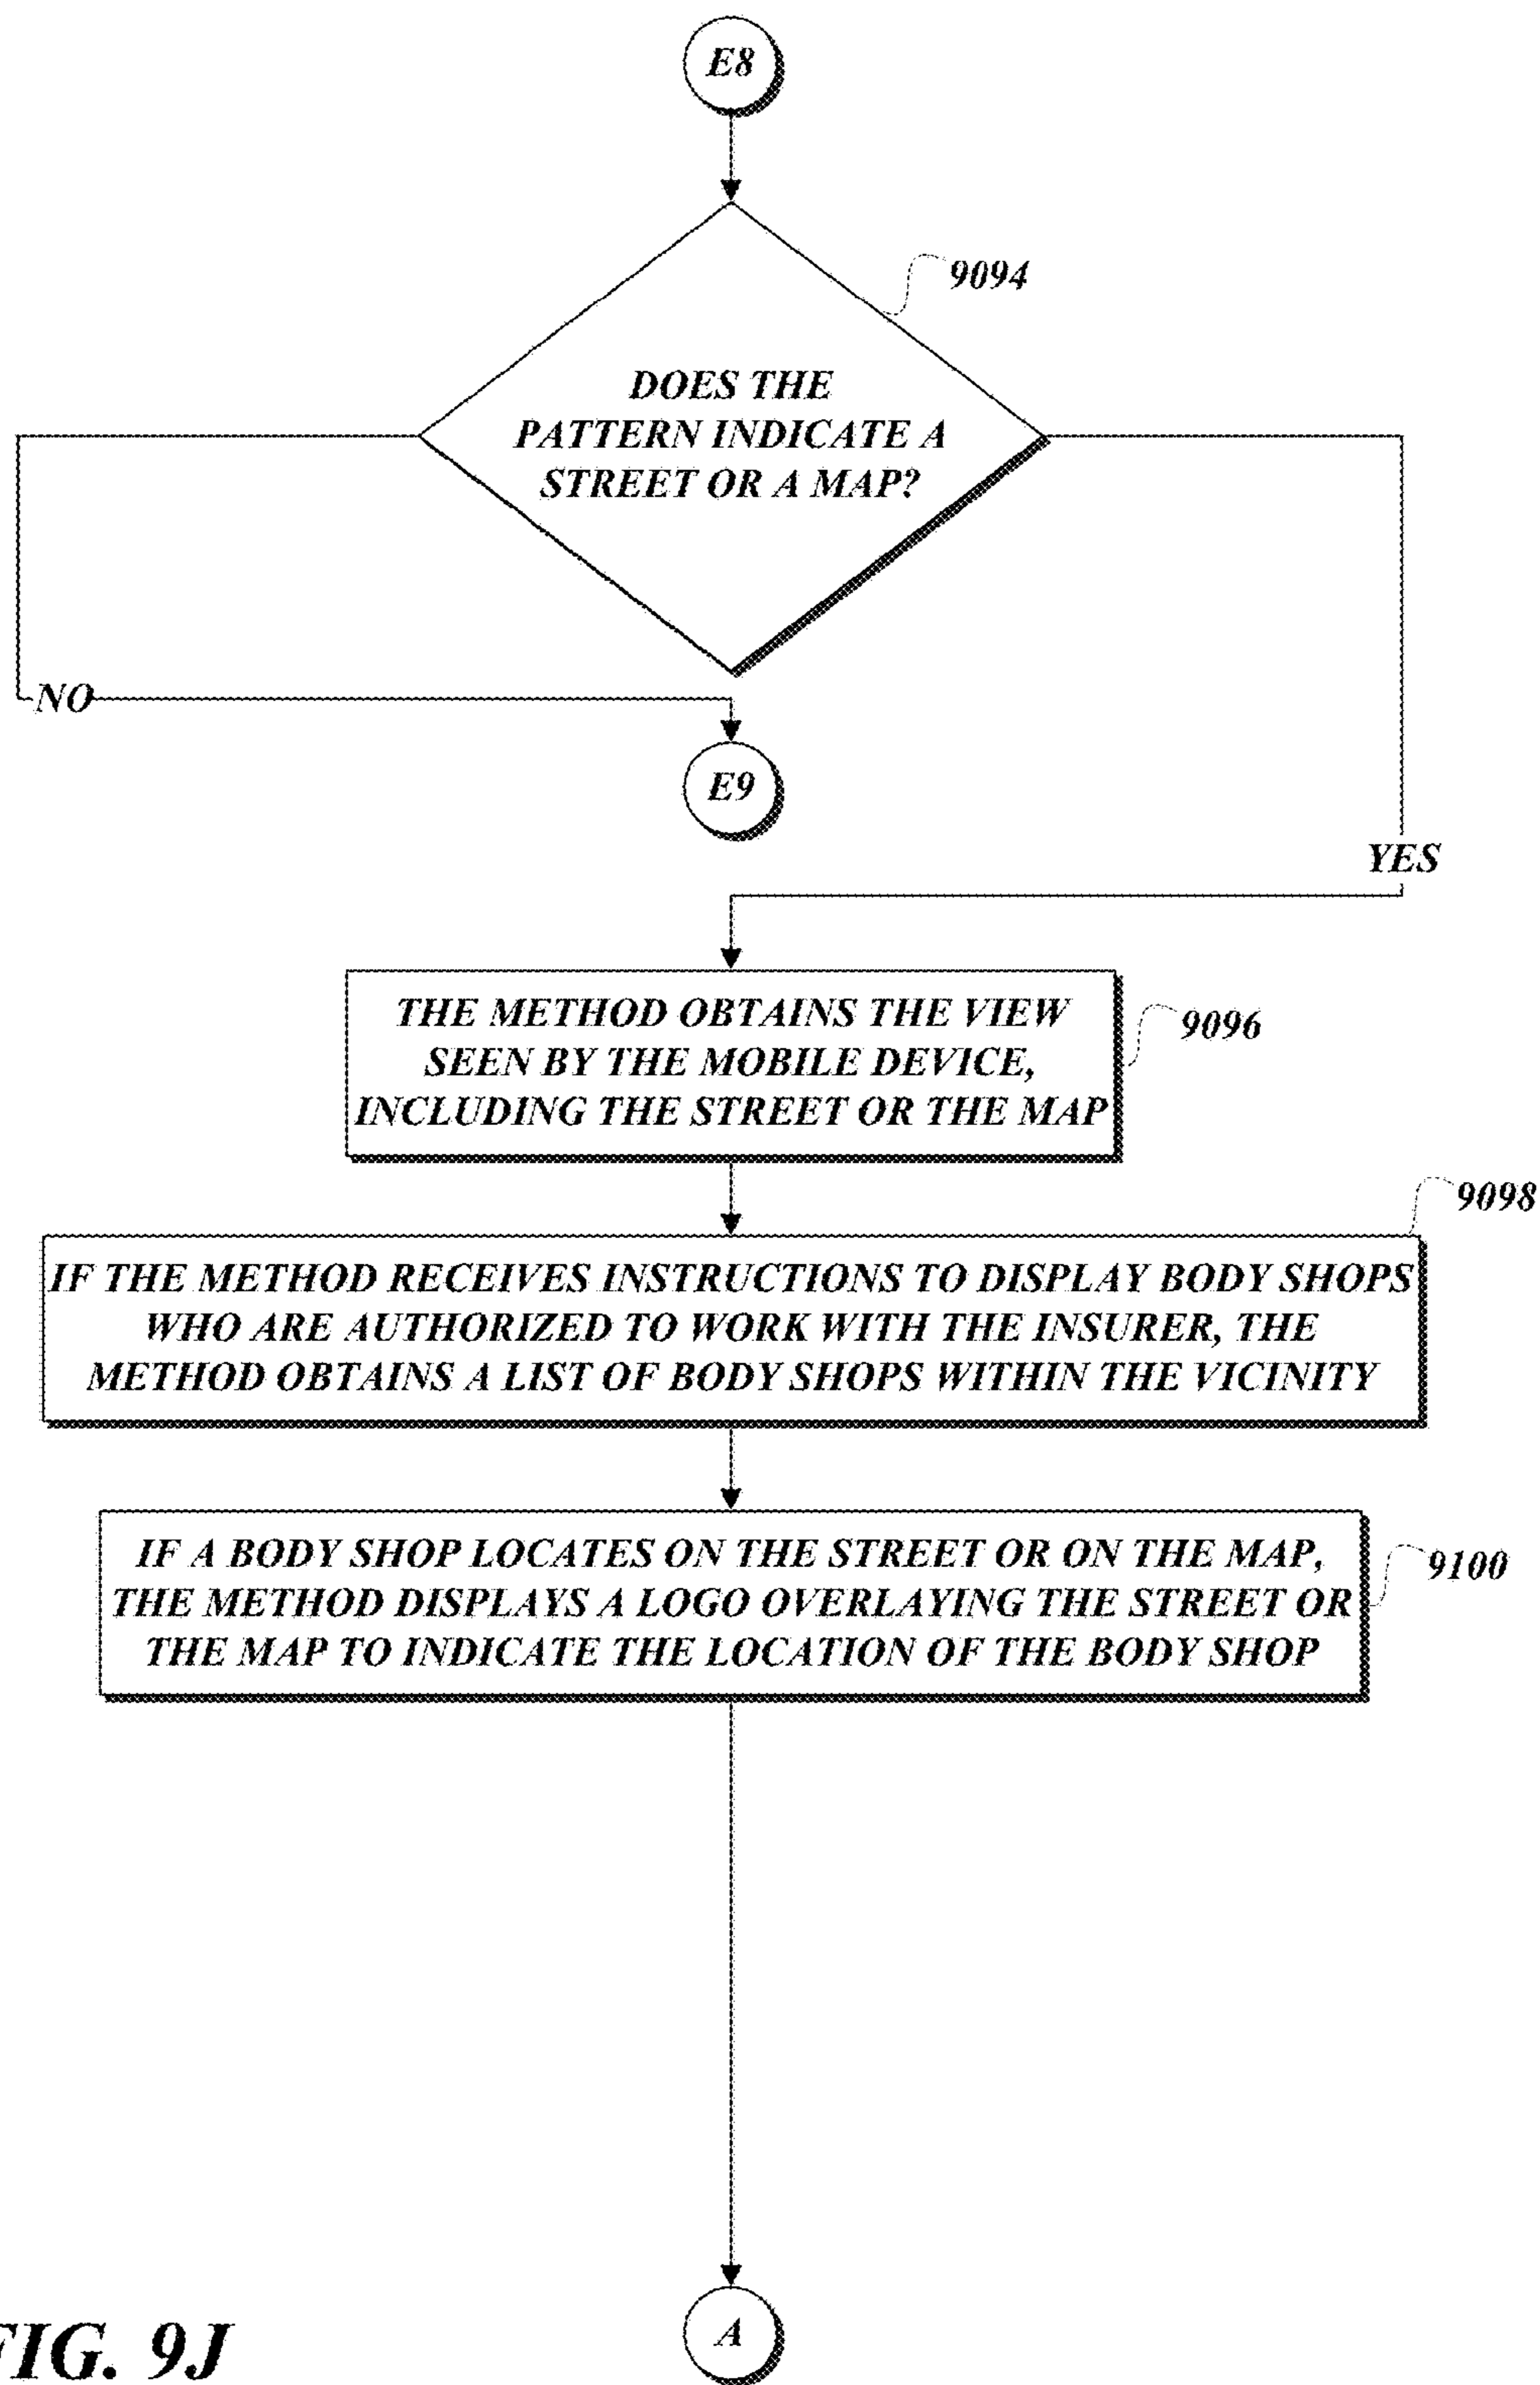 E8
9094
DOES THE
PATTERN INDICATE A
STREET OR A MAP?
NO
E9
YES
THE METHOD OBTAINS THE VIEW
SEEN BY THE MOBILE DEVICE,
INCLUDING THE STREET OR THE MAP
9096
9098
IF THE METHOD RECEIVES INSTRUCTIONS TO DISPLAY BODY SHOPS
WHO ARE AUTHORIZED TO WORK WITH THE INSURER, THE
METHOD OBTAINS A LIST OF BODY SHOPS WITHIN THE VICINITY
IF A BODY SHOP LOCATES ON THE STREET OR ON THE MAP,
THE METHOD DISPLAYS A LOGO OVERLAYING THE STREET OR
THE MAP TO INDICATE THE LOCATION OF THE BODY SHOP
9100
A
FIG. 9J